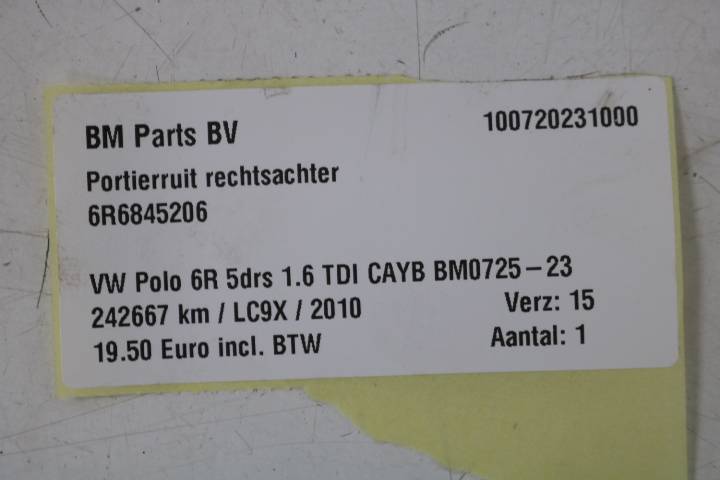 BM Parts BV 100720231000
Portierruit rechtsachter
6R6845206
VW Polo 6R 5drs 1.6 TDI CAYB BM0725-23
242667 km / LC9X / 2010 Verz: 15
19.50 Euro incl. BTW Aantal: 1